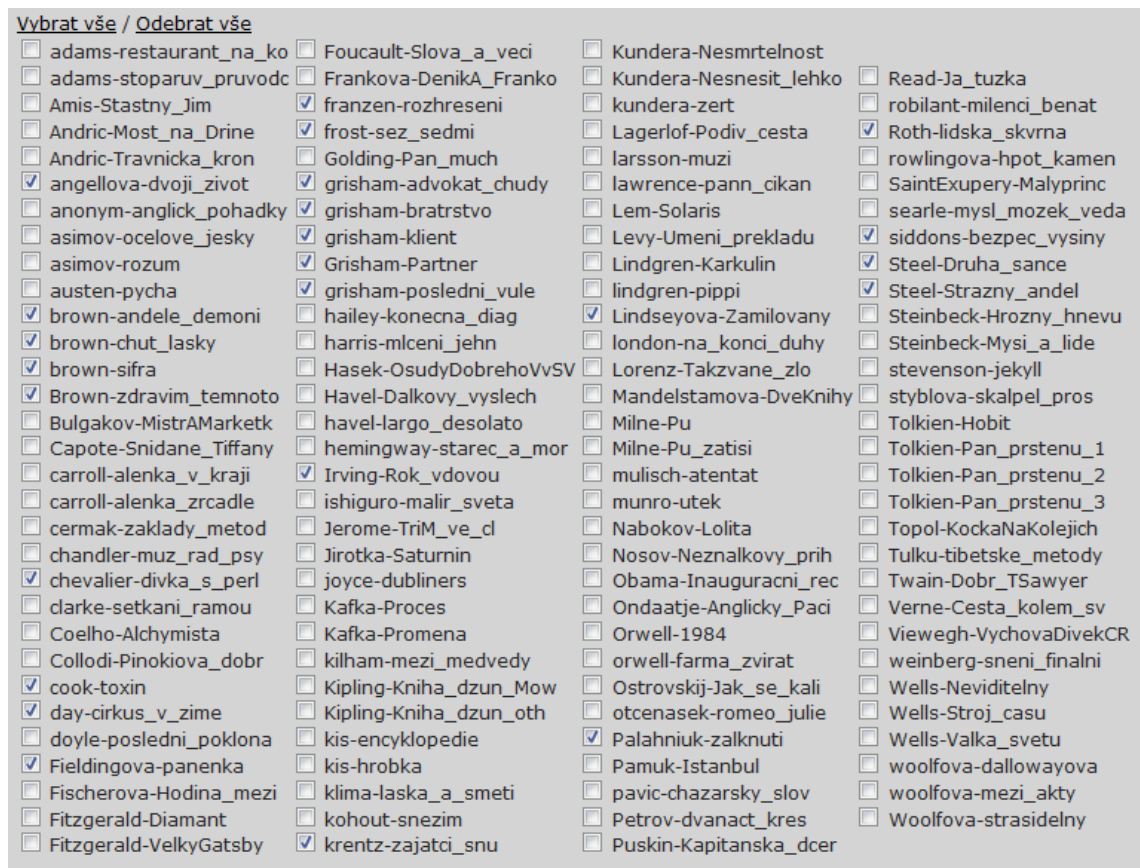 Vybrat vše / Odebrat vše
adams-restaurant_na_ko
adams-stoparuv_pruvodc
Amis-Stastny_Jim
Andric-Most_na_Drine
Andric-Travnicka_kron
angellova-dvoji_zivot
anonym-anglick_pohadky
asimov-ocelove_jesky
asimov-rozum
austen-pycha
brown-andele_demoni
brown-chut_lasky
brown-sifra
Brown-zdravim_temnoto
Bulgakov-MistrAMarketk
Capote-Snidane_Tiffany
carroll-alenka_v_kraji
carroll-alenka_zrcadle
cermak-zaklady_metod
chandler-muz_rad_psy
chevalier-divka_s_perl
clarke-setkani_ramou
Coelho-Alchymista
Collodi-Pinokiova_dobr
cook-toxin
day-cirkus_v_zime
doyle-posledni_poklona
Fieldingova-panenka
Fischerova-Hodina_mezi
Fitzgerald-Diamant
Fitzgerald-VelkyGatsby
Foucault-Slova_a_veci
Frankova-DenikA_Franko
franzen-rozhreseni
frost-sez_sedmi
Golding-Pan_much
grisham-advokat_chudy
grisham-bratrstvo
grisham-klient
Grisham-Partner
grisham-posledni_vule
hailey-konecna_diag
harris-mlceni_jehn
Hasek-OsudyDobrehoVvSV
Havel-Dalkovy_vyslech
havel-largo_desolato
hemingway-starec_a_mor
Irving-Rok_vdovou
ishiguro-malir_sveta
Jerome-TriM_ve_cl
Jirotka-Saturnin
joyce-dubliners
Kafka-Proces
Kafka-Promena
kilham-mezi_medvedy
Kipling-Kniha_dzun_Mow
Kipling-Kniha_dzun_oth
kis-encyklopedie
kis-hrobka
klima-laska_a_smeti
kohout-snezim
krentz-zajatci_snu
Kundera-Nesmrtelnost
Kundera-Nesnesit_lehko
kundera-zert
Lagerlof-Podiv_cesta
larsson-muzi
lawrence-pann_cikan
Lem-Solaris
Levy-Umeni_prekladu
Lindgren-Karkulin
lindgren-pippi
Lindseyova-Zamilovany
london-na_konci_duhy
Lorenz-Takzvane_zlo
Mandelstamova-DveKnihy
Milne-Pu
Milne-Pu_zatisi
mulisch-atentat
munro-utek
Nabokov-Lolita
Nosov-Neznalkovy_prih
Obama-Inauguracni_rec
Ondaatje-Anglicky_Paci
Orwell-1984
orwell-farma_zvirat
Ostrovskij-Jak_se_kali
otcenasek-romeo_julie
Palahniuk-zalknuti
Pamuk-Istanbul
pavic-chazarsky_slov
Petrov-dvanact_kres
Puskin-Kapitanska_dcer
Read-Ja_tuzka
robilant-milenci_benat
Roth-lidska_skvrna
rowlingova-hpot_kamen
SaintExupery-Malyprinc
searle-mysl_mozek_veda
siddons-bezpec_vysiny
Steel-Druha_sance
Steel-Strazny_andel
Steinbeck-Hrozny_hnevu
Steinbeck-Mysi_a_lide
stevenson-jekyll
styblova-skalpel_pros
Tolkien-Hobit
Tolkien-Pan_prstenu_1
Tolkien-Pan_prstenu_2
Tolkien-Pan_prstenu_3
Topol-KockaNaKolejich
Tulku-tibetske_metody
Twain-Dobr_TSawyer
Verne-Cesta_kolem_sv
Viewegh-VychovaDivekCR
weinberg-sneni_finalni
Wells-Neviditelny
Wells-Stroj_casu
Wells-Valka_svetu
woolfova-dallowayova
woolfova-mezi_akty
Woolfova-strasidelny